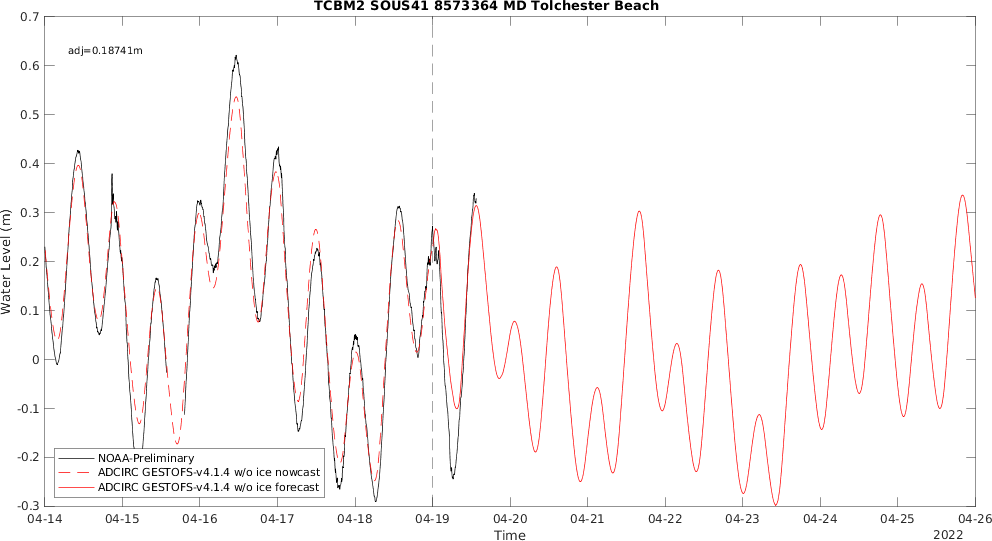 TCBM2 SOUS41 8573364 MD Tolchester Beach
adj=0.18741m
0.7
0.6
0.5
0.4
0.3
0.2
0.1
0
-0.1
-0.2
-0.3
Water Level (m)
NOAA-Preliminary
ADCIRC GESTOFS-v4.1.4 w/o ice nowcast
ADCIRC GESTOFS-v4.1.4 w/o ice forecast
04-14 04-15 04-16 04-17 04-18 04-19 04-20 04-21 04-22 04-23 04-24 04-25 04-26
Time
2022